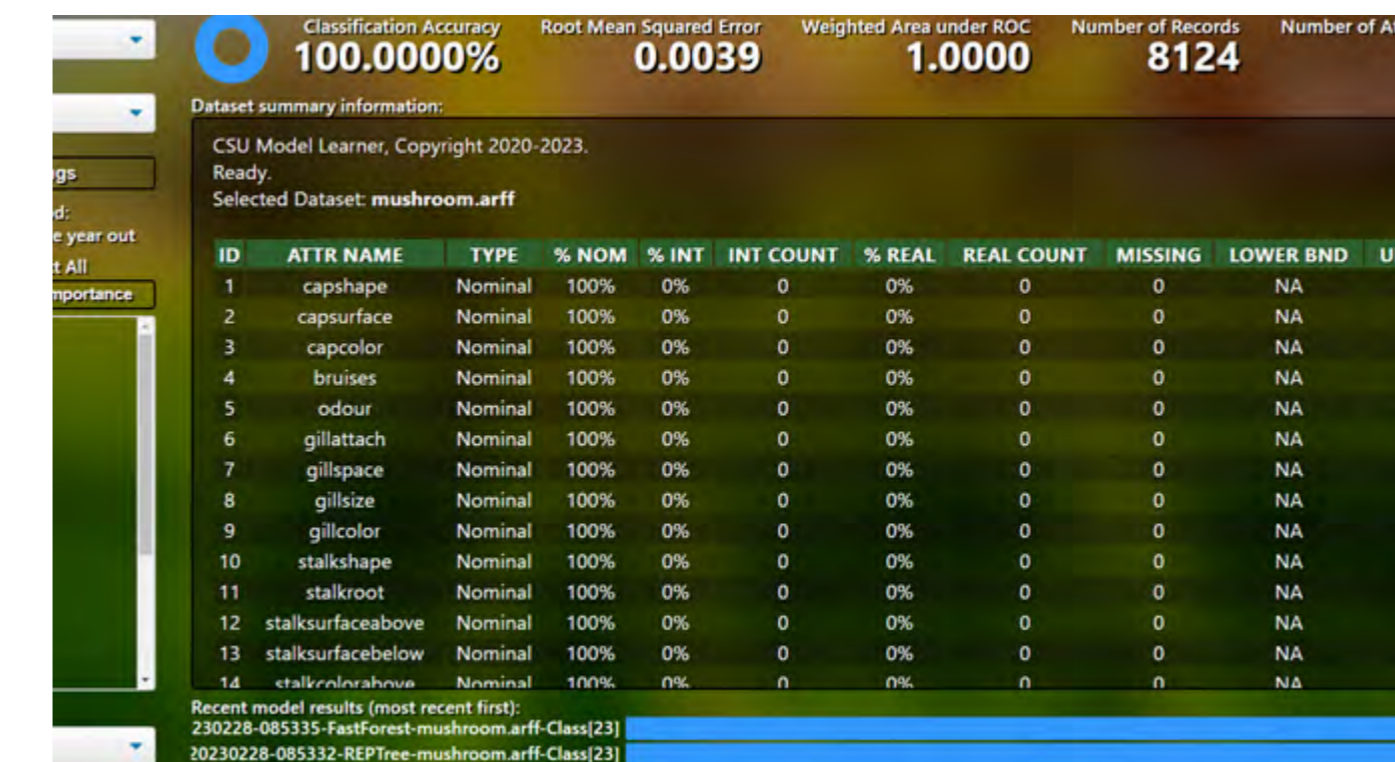 Classification Accuracy Root Mean Squared Error Weighted Area under ROC Number of Records Number of
100.0000% 0.0039 1.0000 8124
Dataset summary information:
CSU Model Learner, Copyright 2020-2023.
Ready.
gs
Selected Dataset: mushroom.arff
d:
e year out
t All
mportance
ID ATTR NAME TYPE % NOM % INT INT COUNT % REAL REAL COUNT MISSING LOWER BND U
1 capshape Nominal 100% 0% 0 0% 0 0 NA
2 capsurface Nominal 100% 0% 0 0% 0 0 NA
3 capcolor Nominal 100% 0% 0 0% 0 0 NA
4 bruises Nominal 100% 0% 0 0% 0 0 NA
5 odour Nominal 100% 0% 0 0% 0 0 NA
6 gillattach Nominal 100% 0% 0 0% 0 0 NA
7 gillspace Nominal 100% 0% 0 0% 0 0 NA
8 gillsize Nominal 100% 0% 0 0% 0 0 NA
9 gillcolor Nominal 100% 0% 0 0% 0 0 NA
10 stalkshape Nominal 100% 0% 0 0% 0 0 NA
11 stalkroot Nominal 100% 0% 0 0% 0 0 NA
12 stalksurfaceabove Nominal 100% 0% 0 0% 0 0 NA
13 stalksurfacebelow Nominal 100% 0% 0 0% 0 0 NA
14 stalkcolorabove Nominal 100% 0% 0 0% 0 0 NA
Recent model results (most recent first):
230228-085335-FastForest-mushroom.arff-Class[23]
20230228-085332-REPTree-mushroom.arff-Class[23]